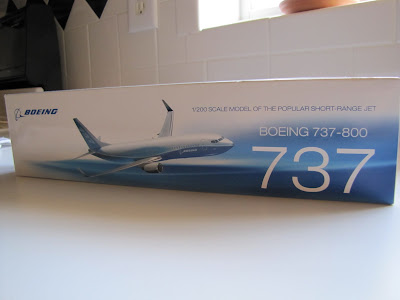 BOEING
1/200 SCALE MODEL OF THE POPULAR SHORT-RANGE JET
BOEING 737-800
737